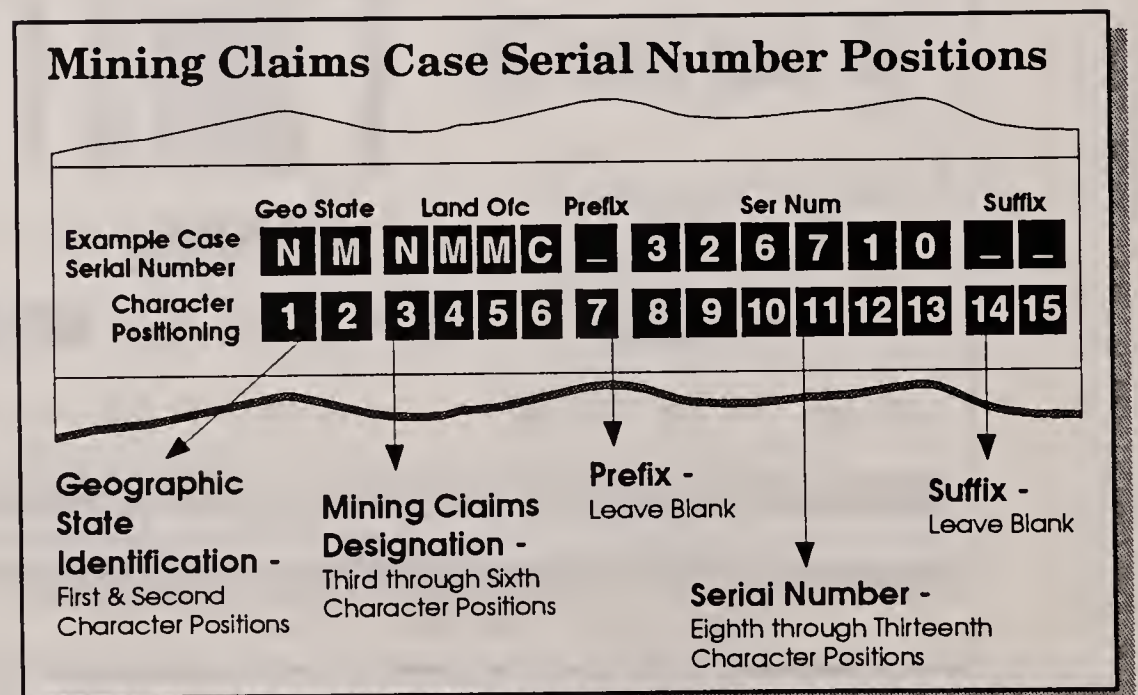 Mining Claims Case Serial Number Positions
Geo State Land Ofc Prefix Ser Num Suffix
Example Case
Serial Number
N M N M M C _ 3 2 6 7 1 0 _ _
Character
Positioning
1 2 3 4 5 6 7 8 9 10 11 12 13 14 15
Geographic
State
Identification -
First & Second
Character Positions
Mining Claims
Designation -
Third through Sixth
Character Positions
Prefix -
Leave Blank
Serial Number -
Eighth through Thirteenth
Character Positions
Suffix -
Leave Blank